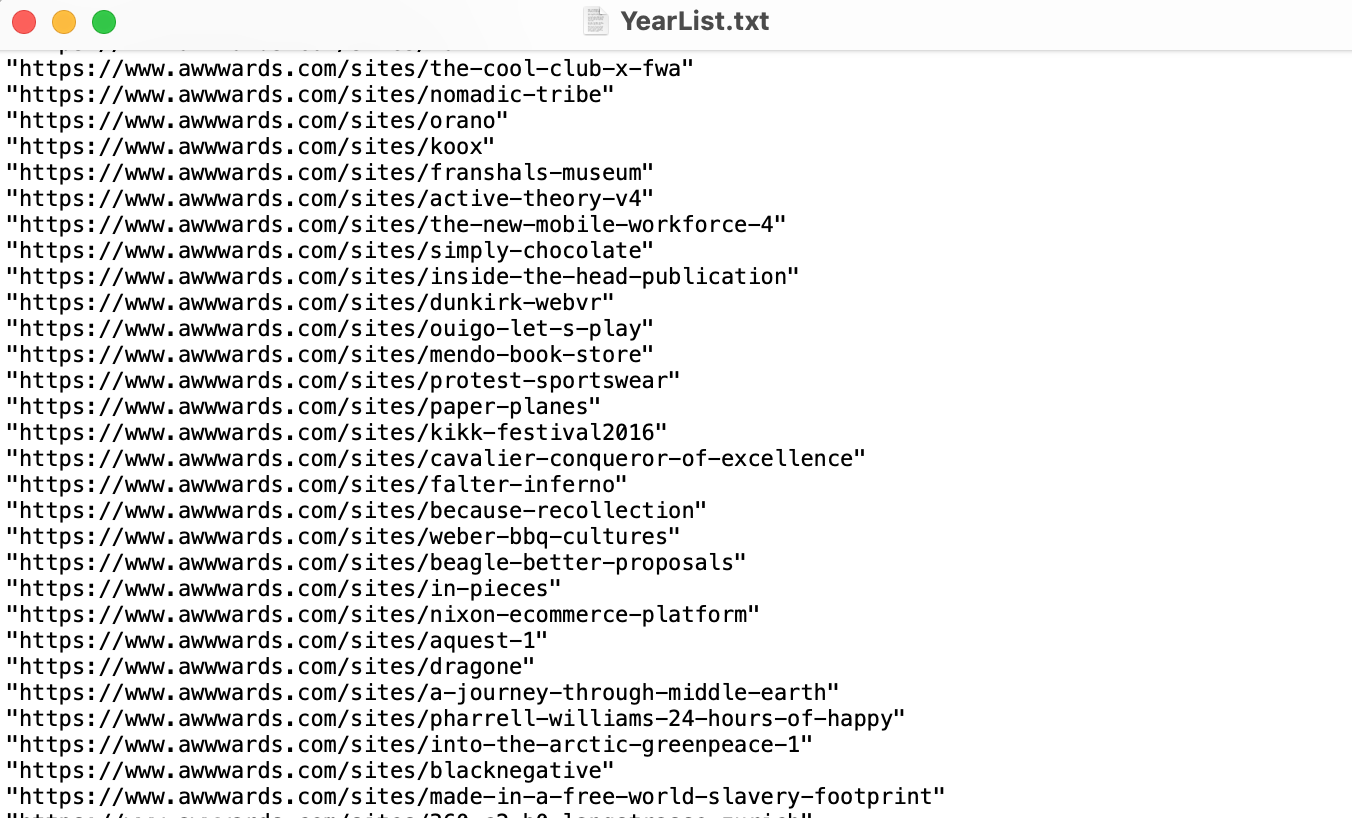 YearList.txt
"https://www.awwwards.com/sites/the-cool-club-x-fwa"
"https://www.awwwards.com/sites/nomadic-tribe"
"https://www.awwwards.com/sites/orano"
"https://www.awwwards.com/sites/koox"
"https://www.awwwards.com/sites/franshals-museum"
"https://www.awwwards.com/sites/active-theory-v4"
"https://www.awwwards.com/sites/the-new-mobile-workforce-4"
"https://www.awwwards.com/sites/simply-chocolate"
"https://www.awwwards.com/sites/inside-the-head-publication"
"https://www.awwwards.com/sites/dunkirk-webvr"
"https://www.awwwards.com/sites/ouigo-let-s-play"
"https://www.awwwards.com/sites/mendo-book-store"
"https://www.awwwards.com/sites/protest-sportswear"
"https://www.awwwards.com/sites/paper-planes"
"https://www.awwwards.com/sites/kikk-festival2016"
"https://www.awwwards.com/sites/cavalier-conqueror-of-excellence"
"https://www.awwwards.com/sites/falter-inferno"
"https://www.awwwards.com/sites/because-recollection"
"https://www.awwwards.com/sites/weber-bbq-cultures"
"https://www.awwwards.com/sites/beagle-better-proposals"
"https://www.awwwards.com/sites/in-pieces"
"https://www.awwwards.com/sites/nixon-ecommerce-platform"
"https://www.awwwards.com/sites/aquest-1"
"https://www.awwwards.com/sites/dragone"
"https://www.awwwards.com/sites/a-journey-through-middle-earth"
"https://www.awwwards.com/sites/pharrell-williams-24-hours-of-happy"
"https://www.awwwards.com/sites/into-the-arctic-greenpeace-1"
"https://www.awwwards.com/sites/blacknegative"
"https://www.awwwards.com/sites/made-in-a-free-world-slavery-footprint"